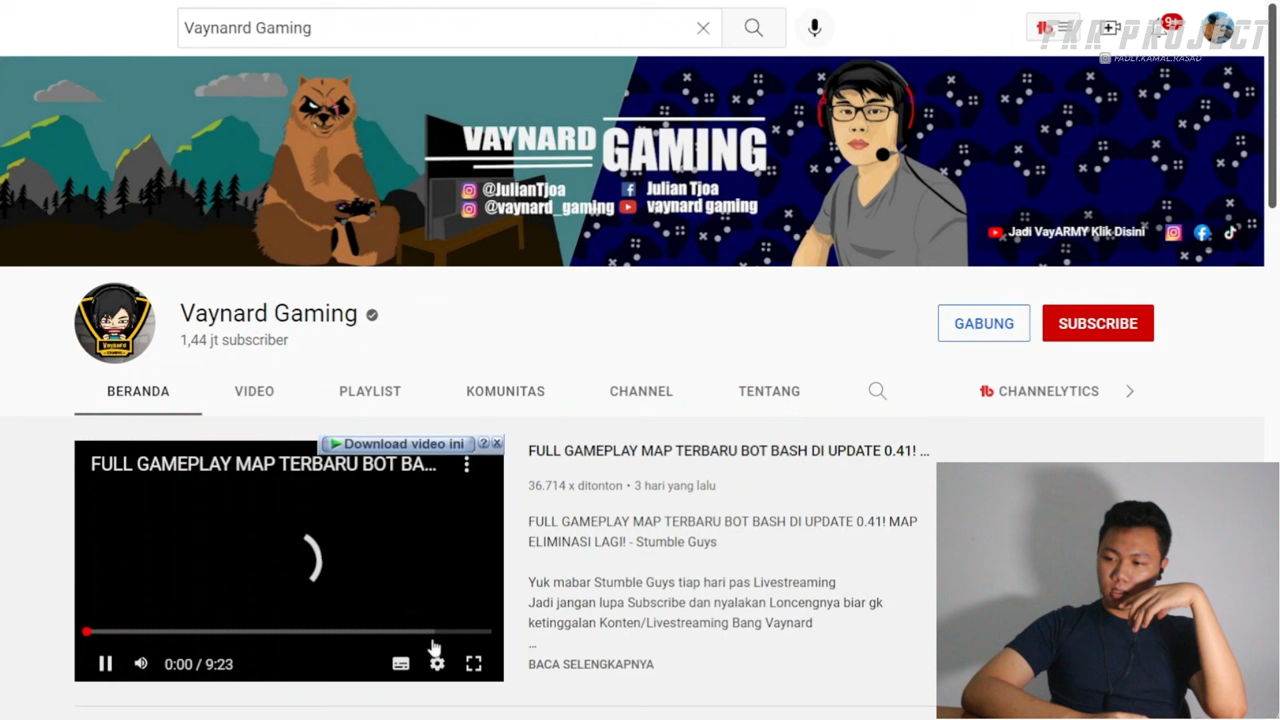 Vaynanrd Gaming
9+
FKR PROJECT
FADLY.KAMAL.RASAD
VAYNARD GAMING
@JulianTjoa
Julian Tjoa
@vaynard_gaming
vaynard gaming
Jadi VayARMY Klik Disini
Vaynard
GAMING
Vaynard Gaming
1,44 jt subscriber
GABUNG
SUBSCRIBE
BERANDA
VIDEO
PLAYLIST
KOMUNITAS
CHANNEL
TENTANG
CHANNELYTICS
Download video ini
FULL GAMEPLAY MAP TERBARU BOT BA...
0:00 / 9:23
FULL GAMEPLAY MAP TERBARU BOT BASH DI UPDATE 0.41! ...
36.714 x ditonton • 3 hari yang lalu
FULL GAMEPLAY MAP TERBARU BOT BASH DI UPDATE 0.41! MAP
ELIMINASI LAGI! - Stumble Guys
Yuk mabar Stumble Guys tiap hari pas Livestreaming
Jadi jangan lupa Subscribe dan nyalakan Loncengnya biar gk
ketinggalan Konten/Livestreaming Bang Vaynard
...
BACA SELENGKAPNYA